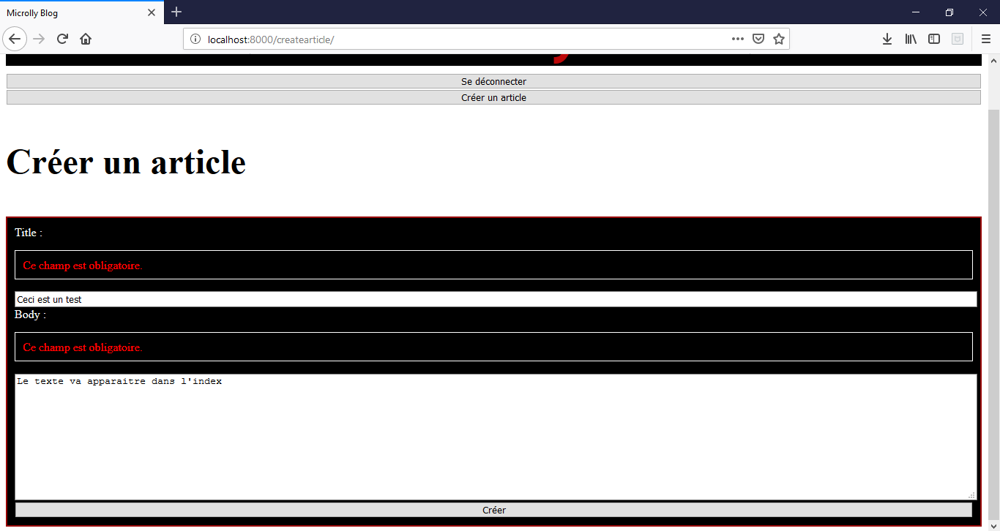 Microlly Blog
localhost:8000/createarticle/
Se déconnecter
Créer un article
Créer un article
Title :
Ce champ est obligatoire.
Ceci est un test
Body :
Ce champ est obligatoire.
Le texte va apparaitre dans l'index
Créer